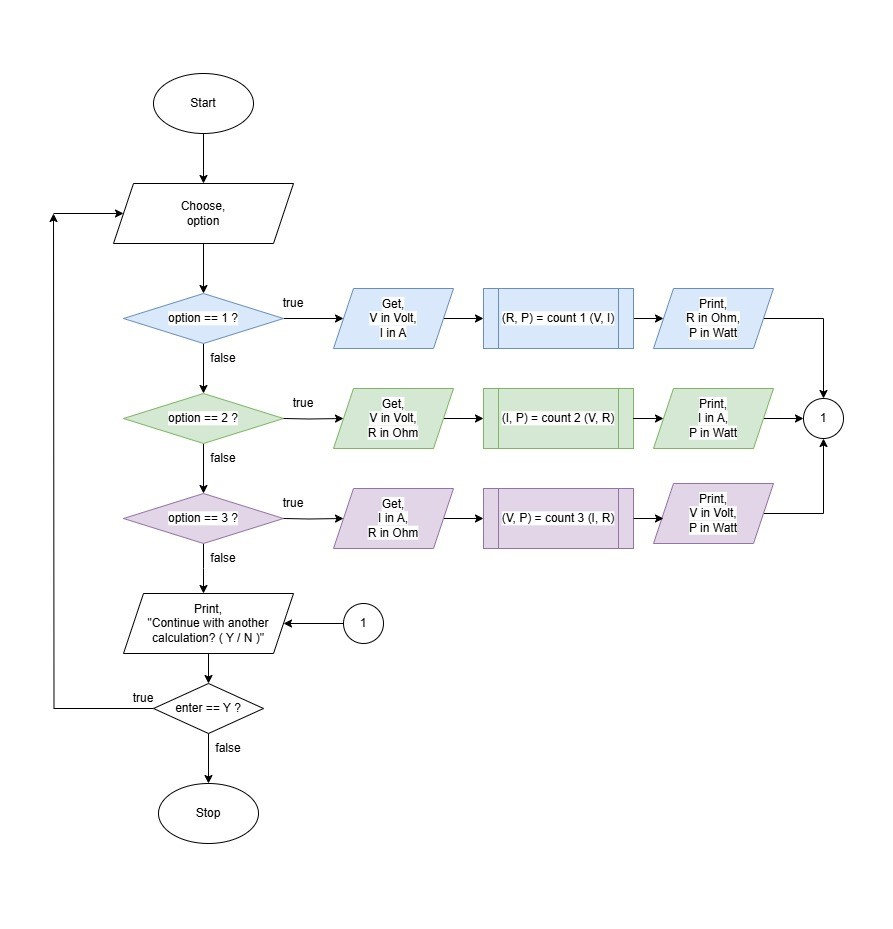 Start
Choose,
option
option == 1 ?
true
Get,
V in Volt,
I in A
(R, P) = count 1 (V, I)
Print,
R in Ohm,
P in Watt
false
option == 2 ?
true
Get,
V in Volt,
R in Ohm
(I, P) = count 2 (V, R)
Print,
I in A,
P in Watt
1
false
option == 3 ?
true
Get,
I in A,
R in Ohm
(V, P) = count 3 (I, R)
Print,
V in Volt,
P in Watt
false
Print,
"Continue with another
calculation? ( Y / N )"
1
true
enter == Y ?
false
Stop